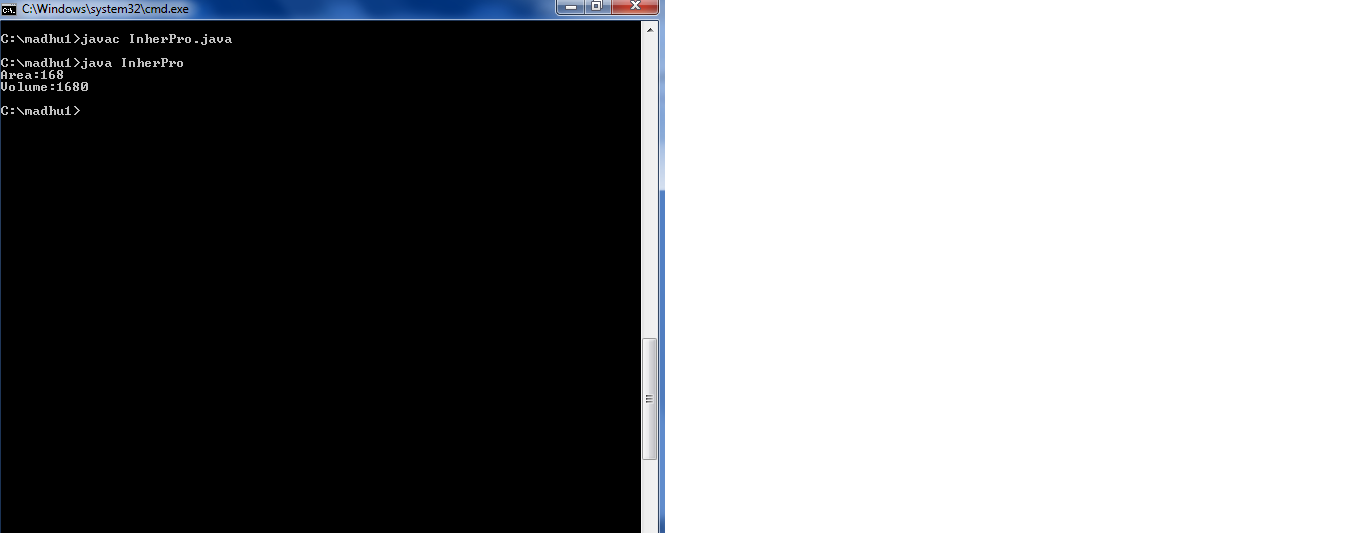 C:\Windows\system32\cmd.exe
C:\madhu1>javac InherPro.java
C:\madhu1>java InherPro
Area:168
Volume:1680
C:\madhu1>